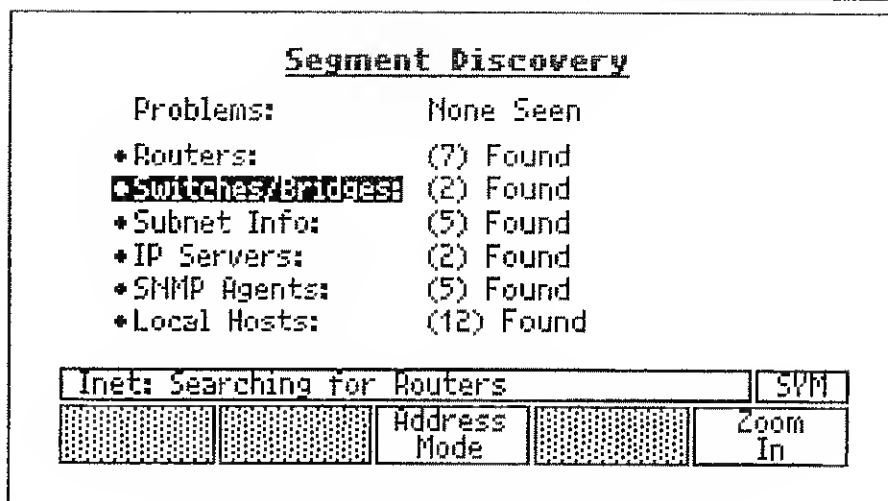 Segment Discovery
Problems: None Seen
•Routers: (7) Found
•Switches/Bridges: (2) Found
•Subnet Info: (5) Found
•IP Servers: (2) Found
•SNMP Agents: (5) Found
•Local Hosts: (12) Found
Inet: Searching for Routers SYM
Address Mode
Zoom In